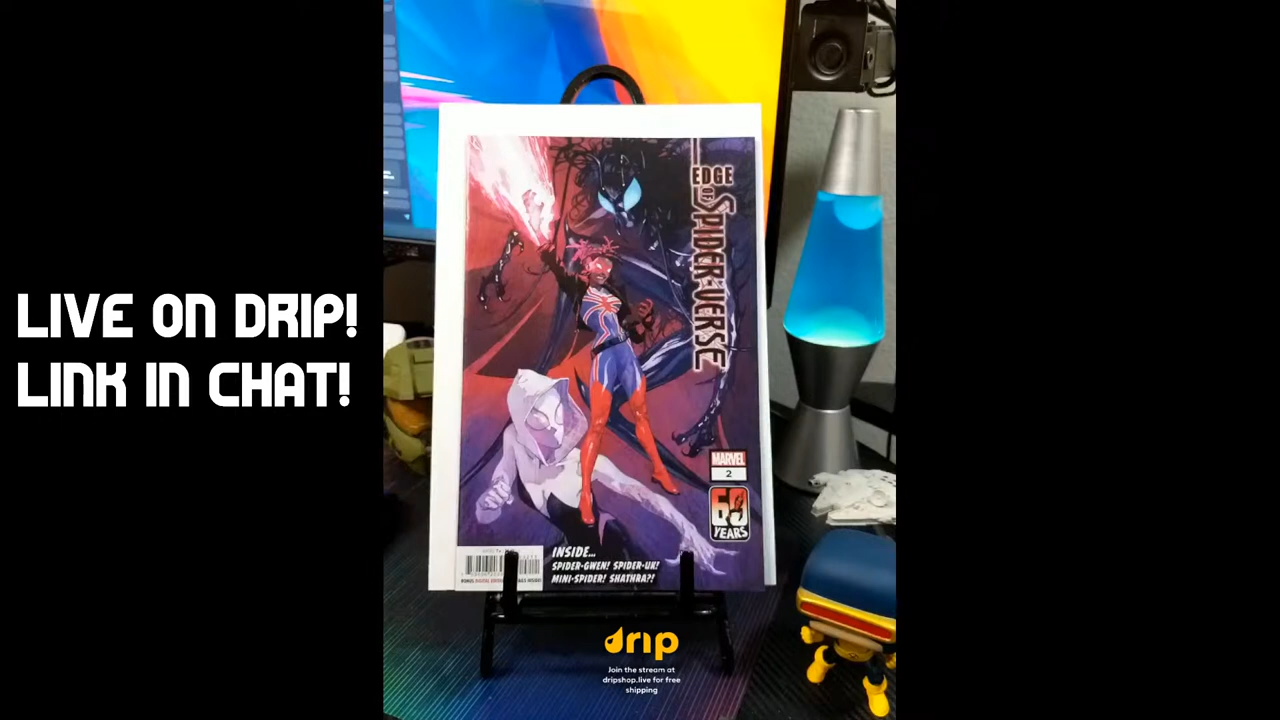 LIVE ON DRIP!
LINK IN CHAT!
EDGE
OF
SPIDER-VERSE
MARVEL
2
60
YEARS
INSIDE...
SPIDER-GWEN! SPIDER-UK!
MINI-SPIDER! SHATHRA?!
drip
Join the stream at
dripshop.live for free
shipping